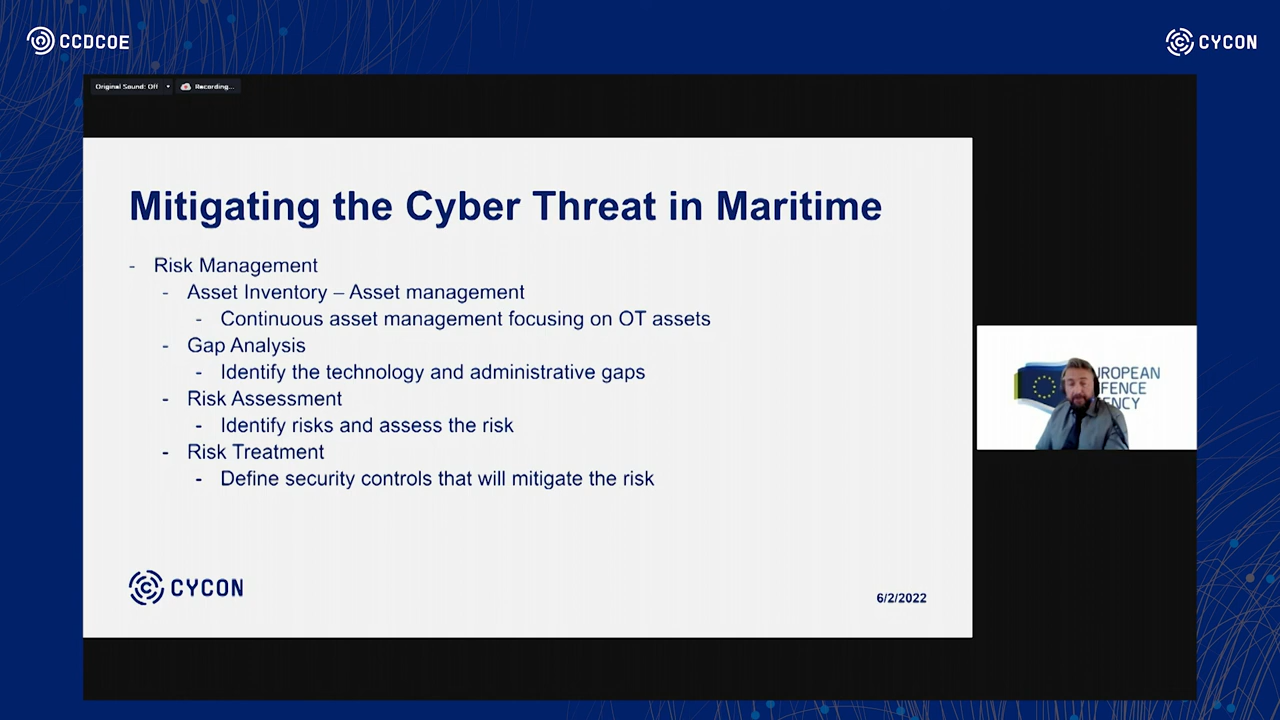 CCDCOE
CYCON
Original Sound: Off
Recording...
Mitigating the Cyber Threat in Maritime
- Risk Management
- Asset Inventory – Asset management
- Continuous asset management focusing on OT assets
- Gap Analysis
- Identify the technology and administrative gaps
- Risk Assessment
- Identify risks and assess the risk
- Risk Treatment
- Define security controls that will mitigate the risk
UROPEAN
FENCE
NCY
CYCON
6/2/2022